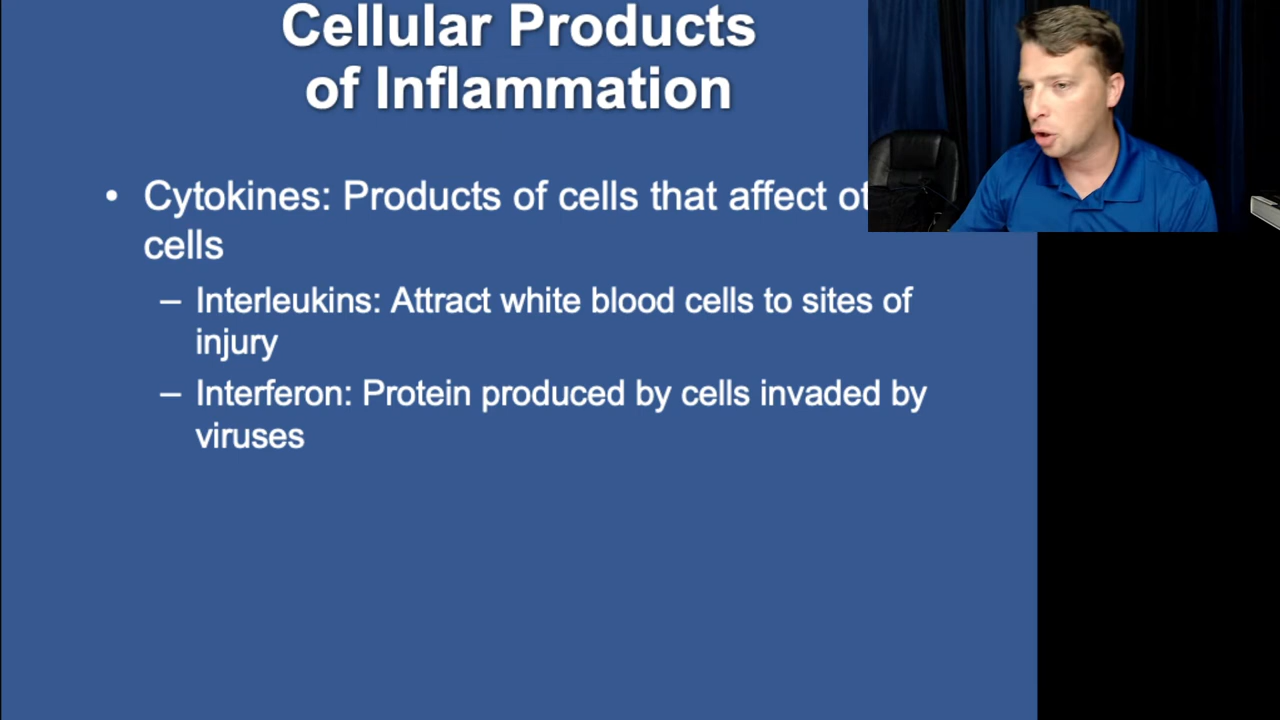 Cellular Products
of Inflammation
• Cytokines: Products of cells that affect
cells
– Interleukins: Attract white blood cells to sites of
injury
– Interferon: Protein produced by cells invaded by
viruses